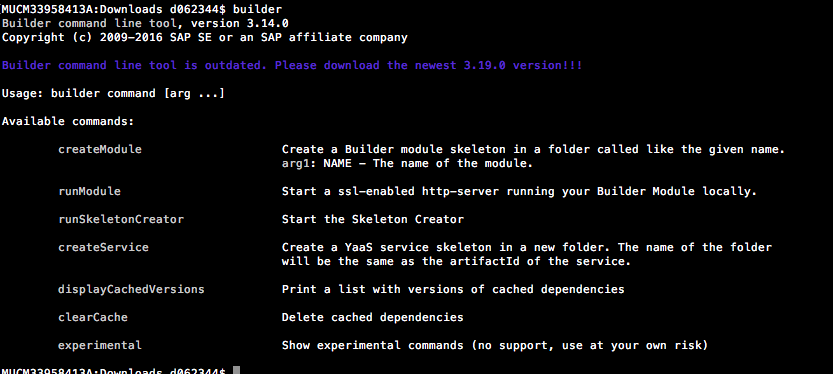 MUCM33958413A:Downloads d062344$ builder
Builder command line tool, version 3.14.0
Copyright (c) 2009-2016 SAP SE or an SAP affiliate company
Builder command line tool is outdated. Please download the newest 3.19.0 version!!!
Usage: builder command [arg ...]
Available commands:
createModule Create a Builder module skeleton in a folder called like the given name.
arg1: NAME - The name of the module.
runModule Start a ssl-enabled http-server running your Builder Module locally.
runSkeletonCreator Start the Skeleton Creator
createService Create a YaaS service skeleton in a new folder. The name of the folder
will be the same as the artifactId of the service.
displayCachedVersions Print a list with versions of cached dependencies
clearCache Delete cached dependencies
experimental Show experimental commands (no support, use at your own risk)
MUCM33958413A:Downloads d062344$